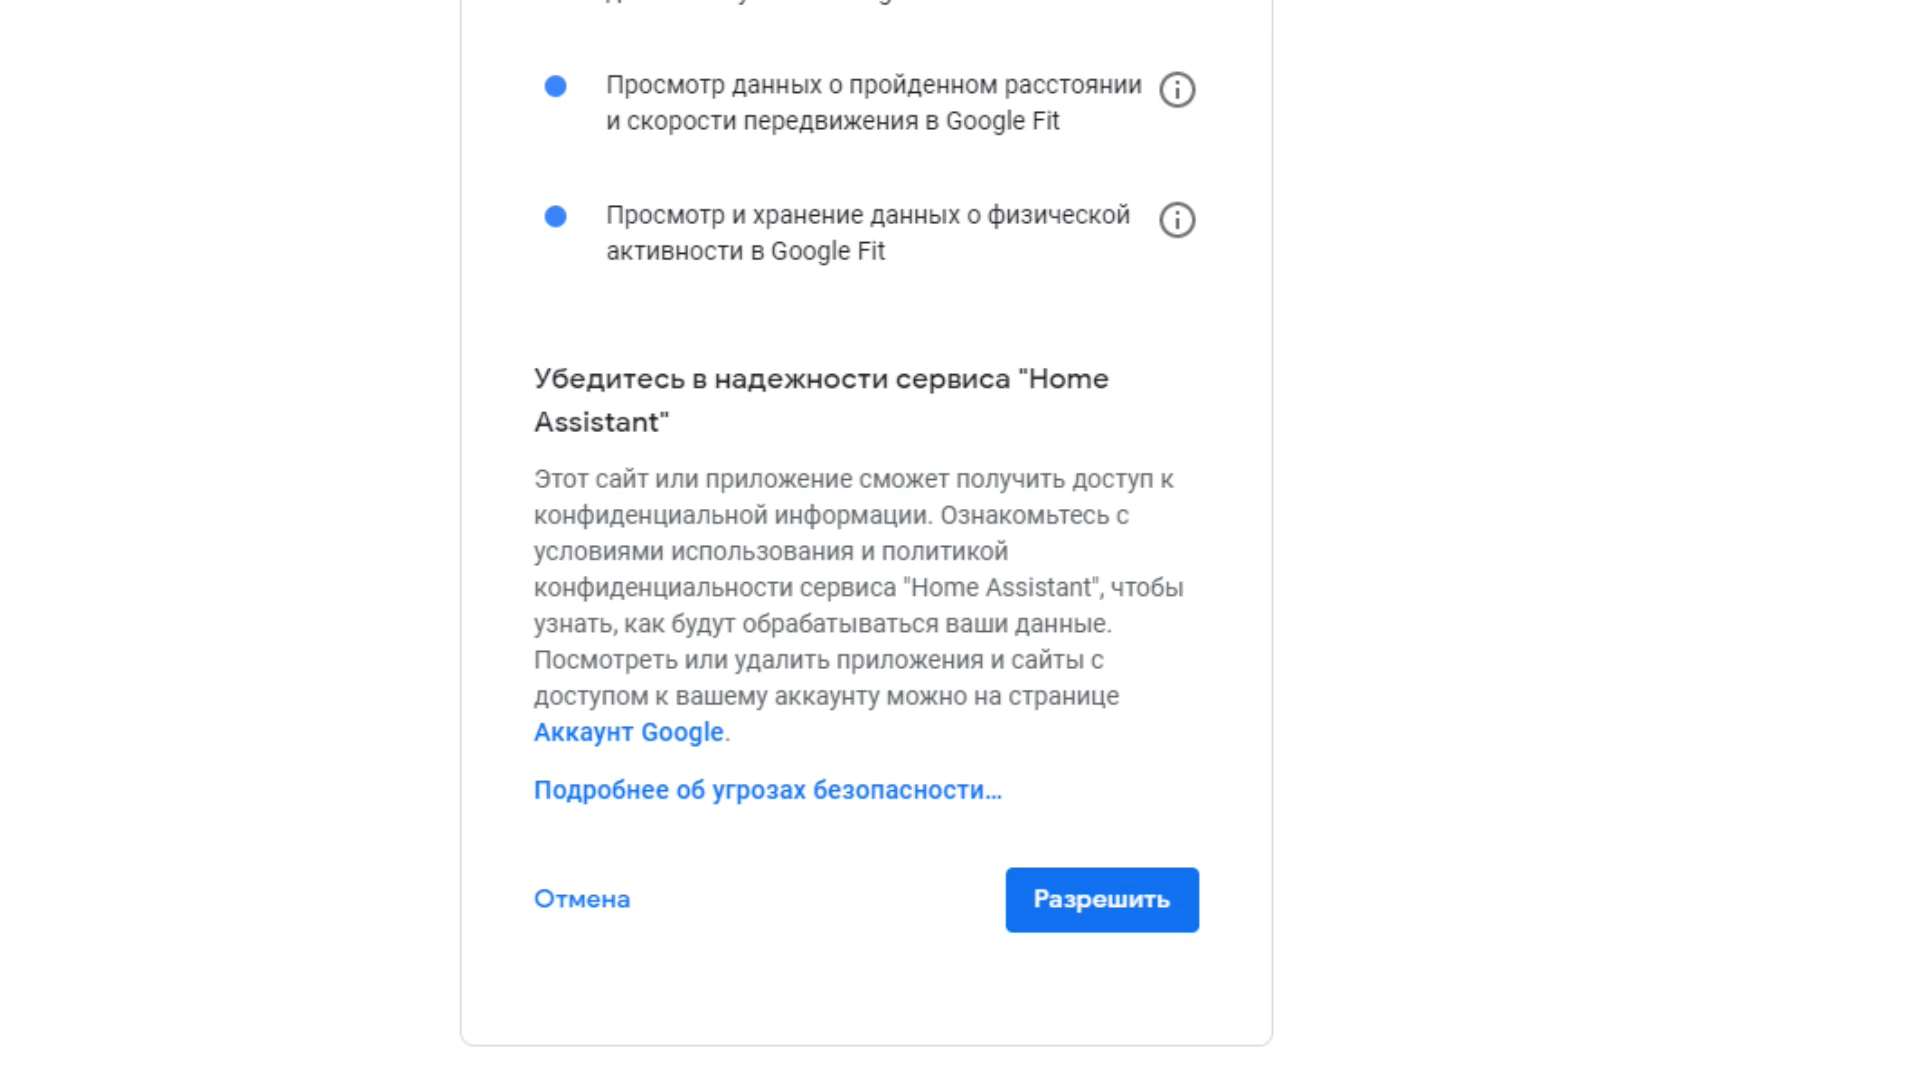 Просмотр данных о пройденном расстоянии
и скорости передвижения в Google Fit
Просмотр и хранение данных о физической
активности в Google Fit
Убедитесь в надежности сервиса "Home
Assistant"
Этот сайт или приложение сможет получить доступ к
конфиденциальной информации. Ознакомьтесь с
условиями использования и политикой
конфиденциальности сервиса "Home Assistant", чтобы
узнать, как будут обрабатываться ваши данные.
Посмотреть или удалить приложения и сайты с
доступом к вашему аккаунту можно на странице
Аккаунт Google.
Подробнее об угрозах безопасности...
Отмена
Разрешить